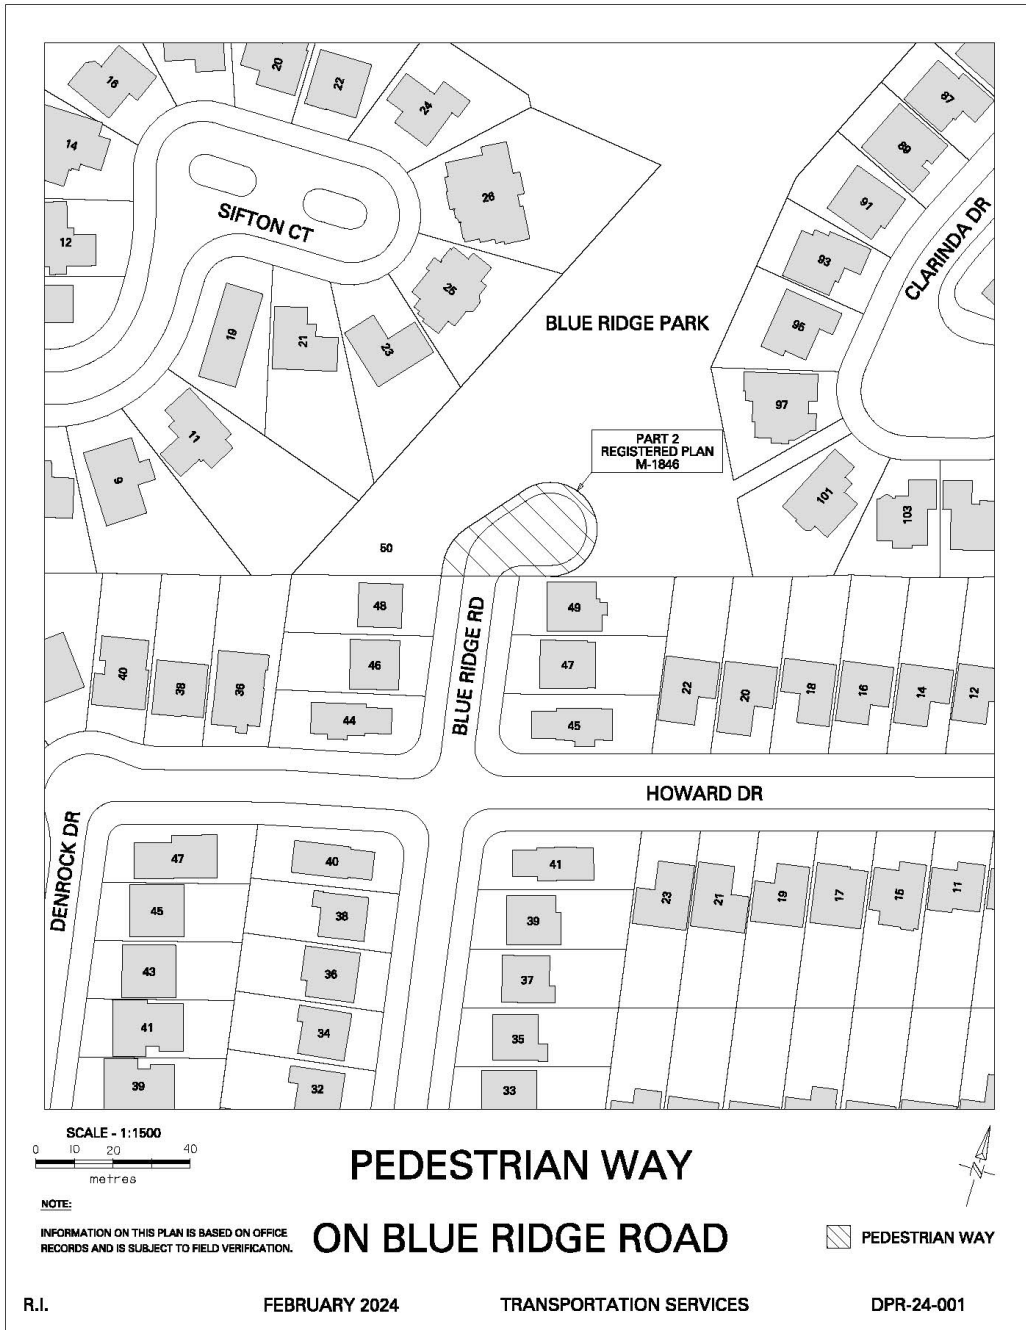 16
20
22
24
14
26
12
SIFTON CT
25
19
21
23
11
9
87
89
91
93
95
97
CLARINDA DR
BLUE RIDGE PARK
PART 2
REGISTERED PLAN
M-1846
101
103
50
48
49
46
47
44
45
BLUE RIDGE RD
40
38
36
22
20
18
16
14
12
HOWARD DR
DENROCK DR
47
45
43
41
39
40
38
36
34
32
41
39
37
35
33
23
21
19
17
15
11
SCALE - 1:1500
0 10 20 40
metres
NOTE:
INFORMATION ON THIS PLAN IS BASED ON OFFICE
RECORDS AND IS SUBJECT TO FIELD VERIFICATION.
PEDESTRIAN WAY
ON BLUE RIDGE ROAD
N
PEDESTRIAN WAY
R.I.
FEBRUARY 2024
TRANSPORTATION SERVICES
DPR-24-001